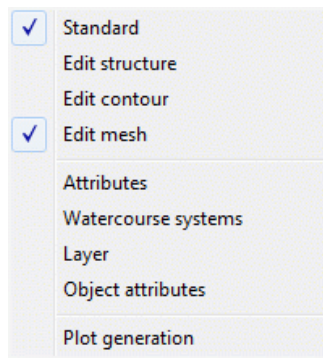 Standard
Edit structure
Edit contour
Edit mesh
Attributes
Watercourse systems
Layer
Object attributes
Plot generation